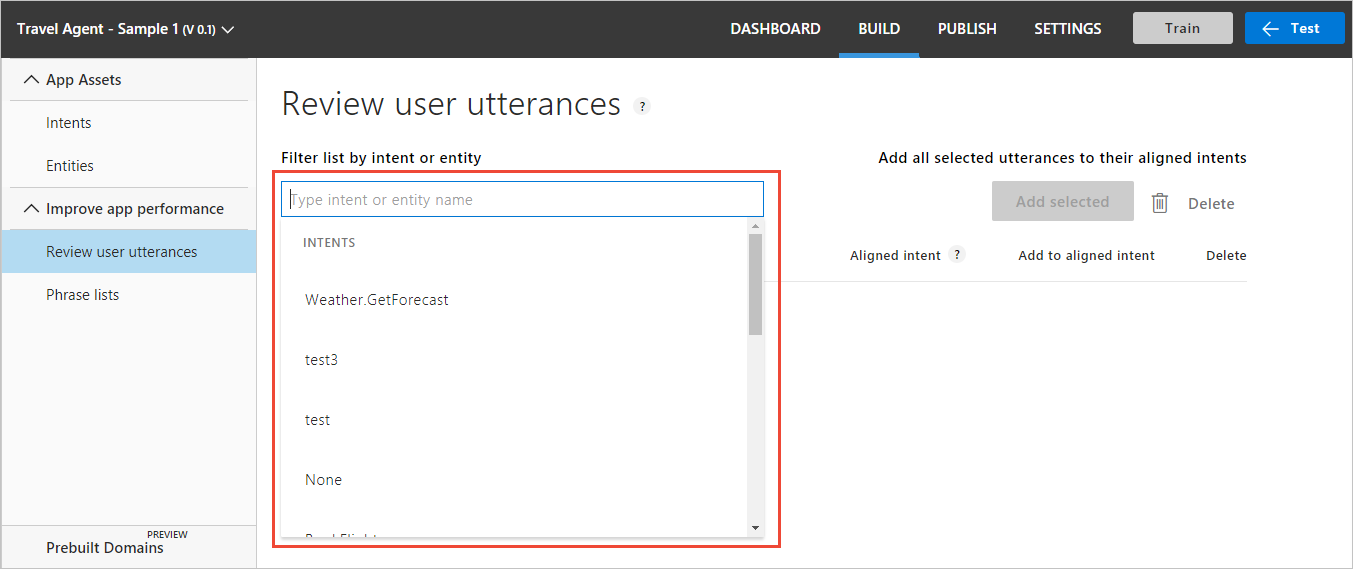 Travel Agent - Sample 1 (V 0.1)
DASHBOARD
BUILD
PUBLISH
SETTINGS
Train
Test
App Assets
Intents
Entities
Improve app performance
Review user utterances
Phrase lists
PREVIEW
Prebuilt Domains
Review user utterances ?
Filter list by intent or entity
Add all selected utterances to their aligned intents
Type intent or entity name
Add selected
Delete
INTENTS
Aligned intent ?
Add to aligned intent
Delete
Weather.GetForecast
test3
test
None